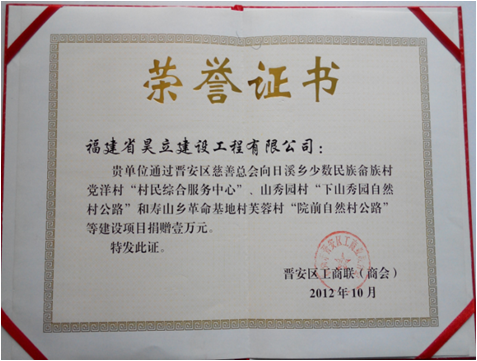 荣誉证书
福建省昊立建设工程有限公司：
贵单位通过晋安区慈善总会向日溪乡少数民族畲族村
党洋村“村民综合服务中心”、山秀园村“下山秀园自然
村公路”和寿山乡革命基地村芙蓉村“院前自然村公路”
等建设项目捐赠壹万元。
特发此证。
晋安区工商联（商会）
2012年10月